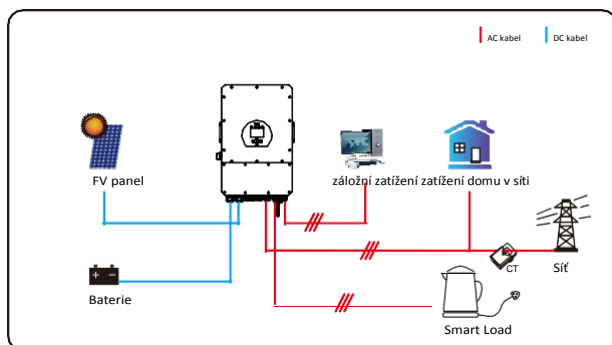 AC kabel
DC kabel
FV panel
záložní zatížení
zatížení domu v síti
CT
Síť
Baterie
Smart Load